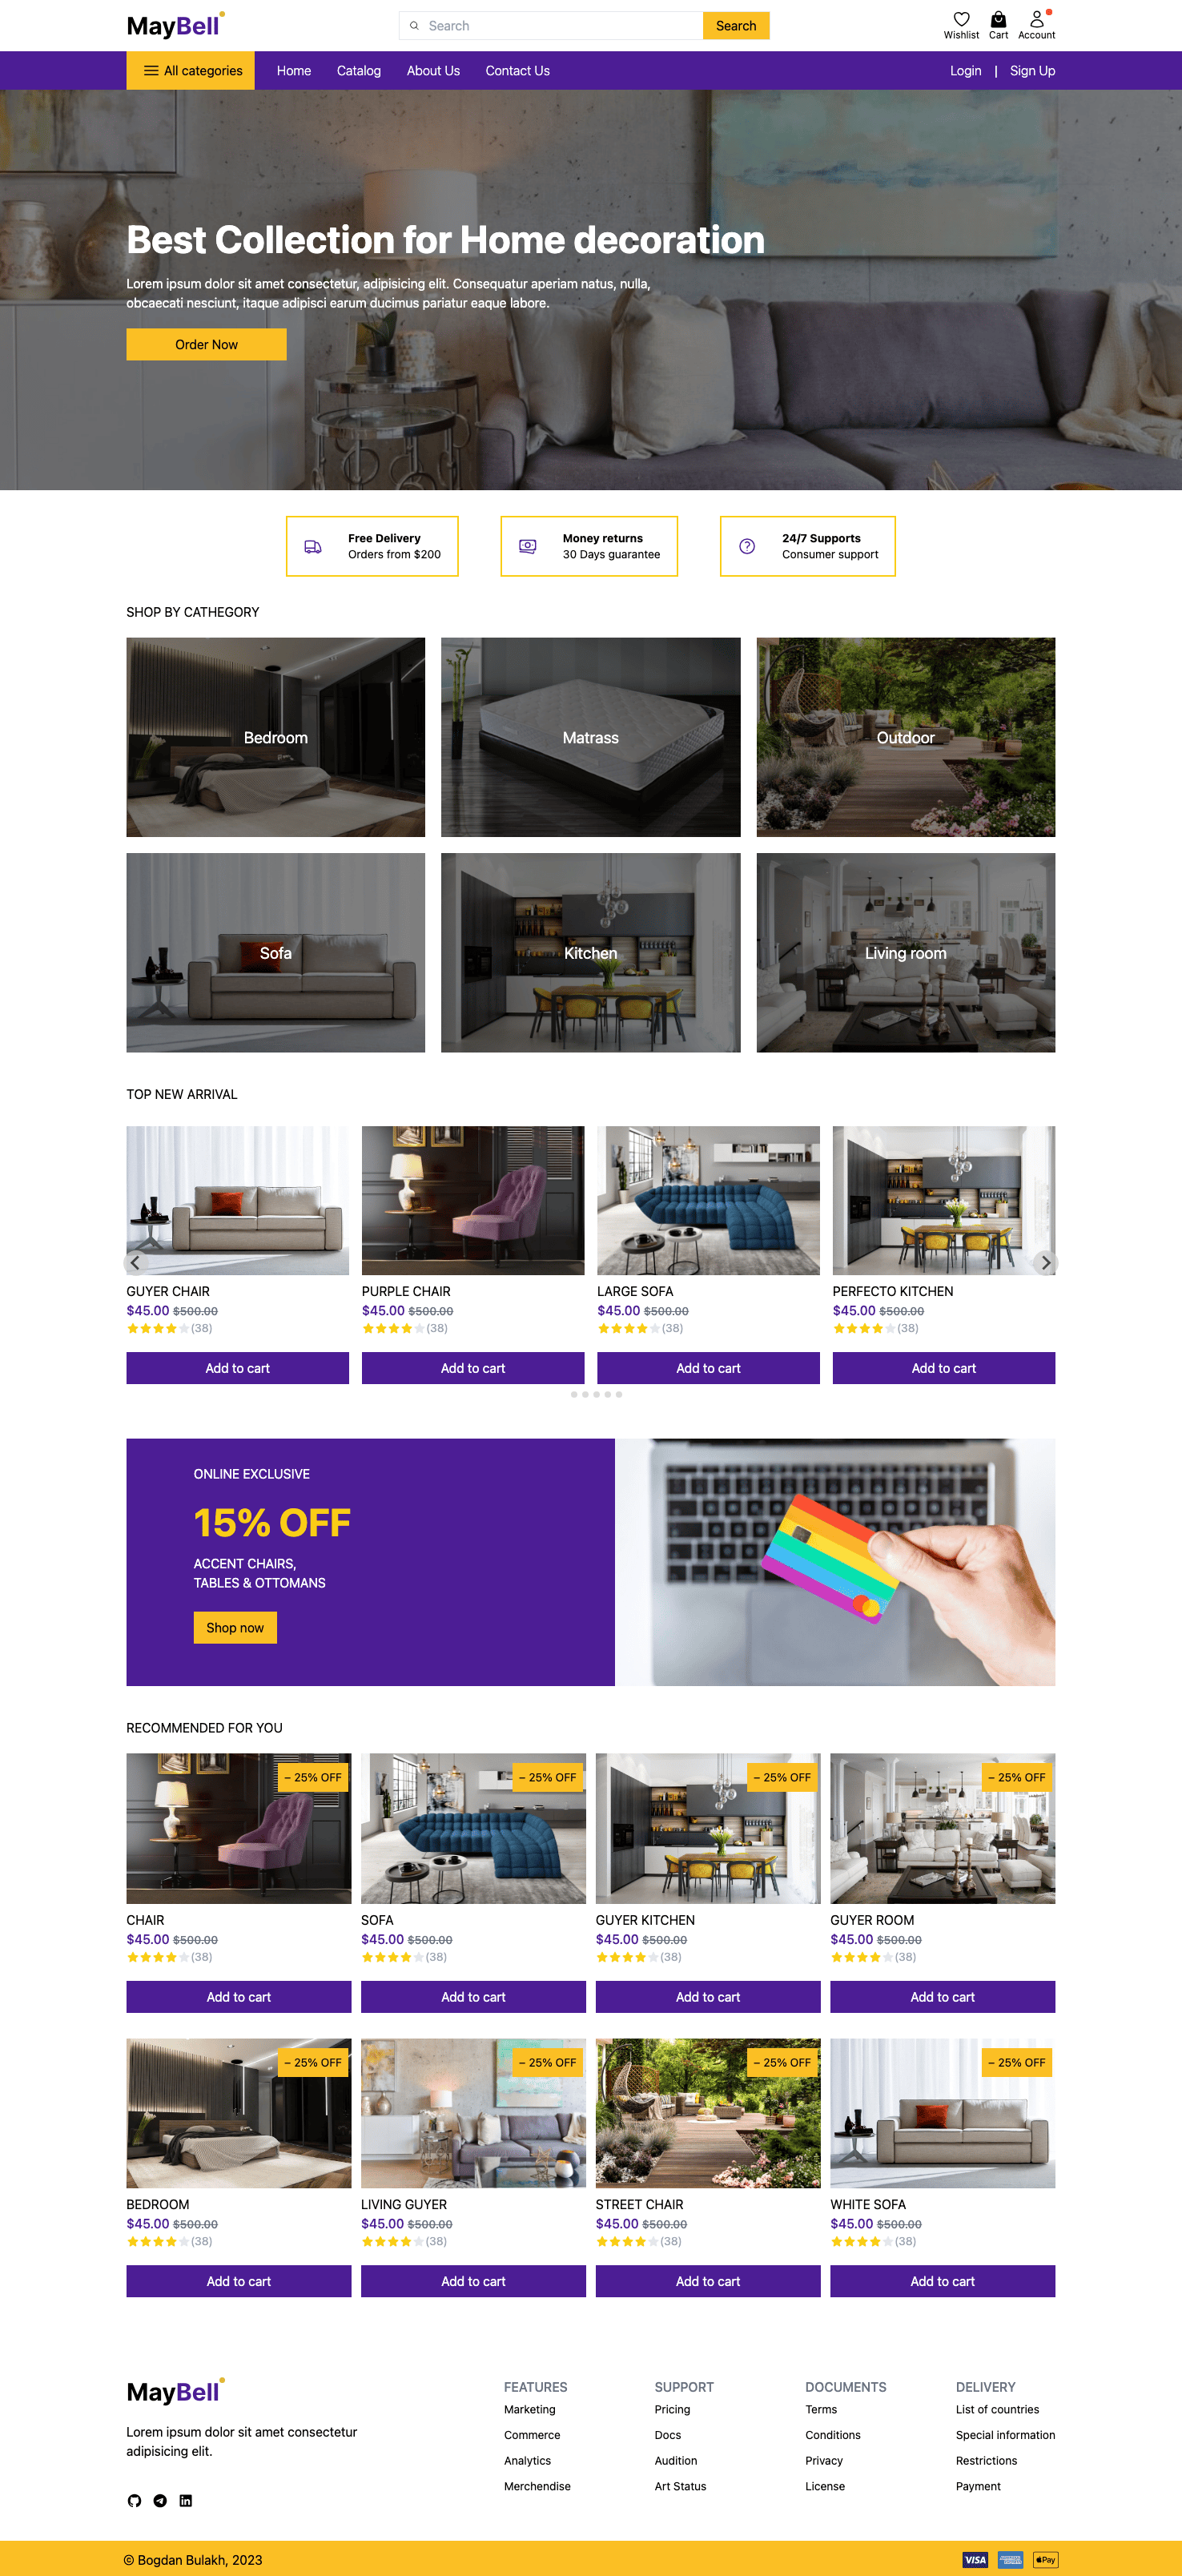 MayBell
Search
Search
Wishlist
Cart
Account
All categories
Home
Catalog
About Us
Contact Us
Login | Sign Up
Best Collection for Home decoration
Lorem ipsum dolor sit amet consectetur, adipisicing elit. Consequatur aperiam natus, nulla,
obcaecati nesciunt, itaque adipisci earum ducimus pariatur eaque labore.
Order Now
Free Delivery
Orders from $200
Money returns
30 Days guarantee
24/7 Supports
Consumer support
SHOP BY CATHEGORY
Bedroom
Matrass
Outdoor
Sofa
Kitchen
Living room
TOP NEW ARRIVAL
GUYER CHAIR
$45.00 $500.00
(38)
Add to cart
PURPLE CHAIR
$45.00 $500.00
(38)
Add to cart
LARGE SOFA
$45.00 $500.00
(38)
Add to cart
PERFECTO KITCHEN
$45.00 $500.00
(38)
Add to cart
ONLINE EXCLUSIVE
15% OFF
ACCENT CHAIRS,
TABLES & OTTOMANS
Shop now
RECOMMENDED FOR YOU
– 25% OFF
CHAIR
$45.00 $500.00
(38)
Add to cart
– 25% OFF
SOFA
$45.00 $500.00
(38)
Add to cart
– 25% OFF
GUYER KITCHEN
$45.00 $500.00
(38)
Add to cart
– 25% OFF
GUYER ROOM
$45.00 $500.00
(38)
Add to cart
– 25% OFF
BEDROOM
$45.00 $500.00
(38)
Add to cart
– 25% OFF
LIVING GUYER
$45.00 $500.00
(38)
Add to cart
– 25% OFF
STREET CHAIR
$45.00 $500.00
(38)
Add to cart
– 25% OFF
WHITE SOFA
$45.00 $500.00
(38)
Add to cart
MayBell
Lorem ipsum dolor sit amet consectetur
adipisicing elit.
FEATURES
Marketing
Commerce
Analytics
Merchendise
SUPPORT
Pricing
Docs
Audition
Art Status
DOCUMENTS
Terms
Conditions
Privacy
License
DELIVERY
List of countries
Special information
Restrictions
Payment
© Bogdan Bulakh, 2023
VISA
Pay